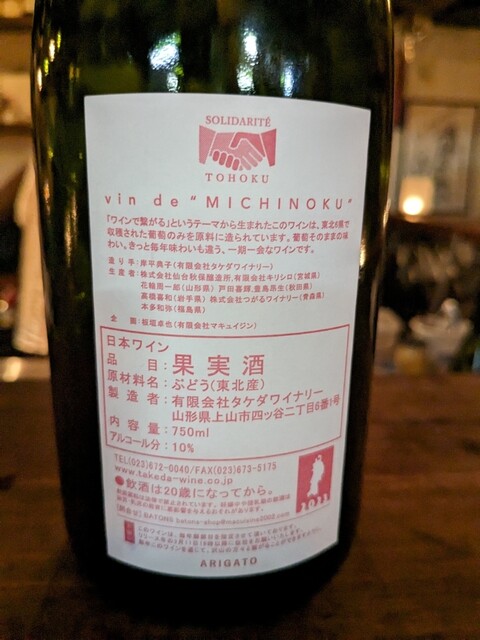 SOLIDARITÉ
TOHOKU
vin de "MICHINOKU"
「ワインで繋がる」というテーマから生まれたこのワインは、東北6県で
収穫された葡萄のみを原料に造られています。葡萄そのままの味
わい。きっと毎年味わいも違う、一期一会なワインです。
造り手：岸平典子(有限会社タケダワイナリー)
生産者：株式会社仙台秋保醸造所、有限会社キリシロ(宮城県)
花輪周一郎(山形県) 戸田善輝、豊島昂生(秋田県)
高橋喜和(岩手県) 株式会社つがるワイナリー(青森県)
本多和弥(福島県)
企 画：板垣卓也(有限会社マキュイジン)
日本ワイン
品 目：果実酒
原材料名：ぶどう(東北産)
製造者：有限会社タケダワイナリー
山形県上山市四ツ谷二丁目6番1号
内容量：750ml
アルコール分：10%
TEL(023)672-0040/FAX(023)673-5175
www.takeda-wine.co.jp
●飲酒は20歳になってから。
2021
ARIGATO